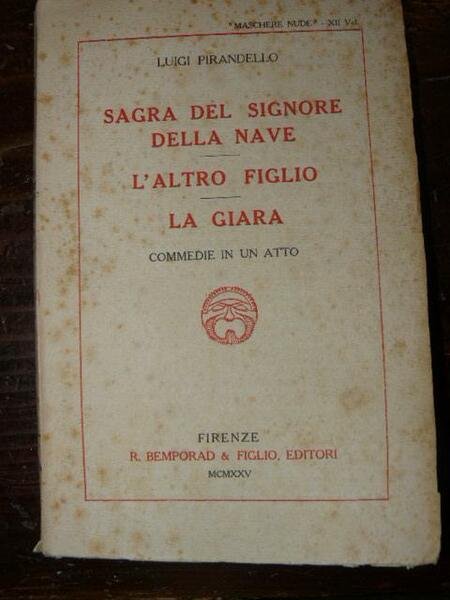 "MASCHERE NUDE" - XII Vol.
LUIGI PIRANDELLO
SAGRA DEL SIGNORE
DELLA NAVE
L'ALTRO FIGLIO
LA GIARA
COMMEDIE IN UN ATTO
FIRENZE
R. BEMPORAD & FIGLIO, EDITORI
MCMXXV